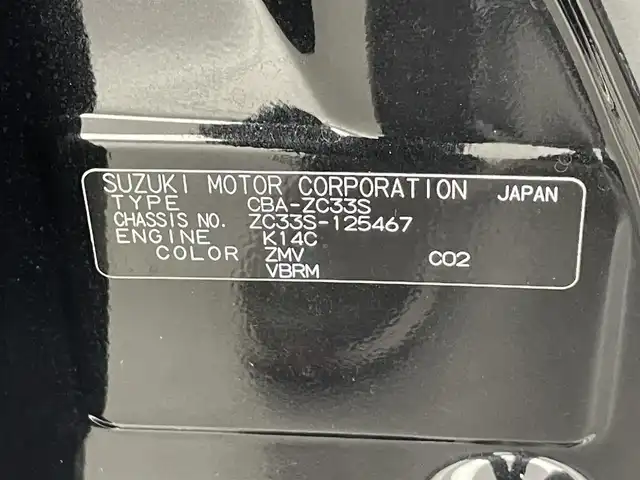 SUZUKI MOTOR CORPORATION JAPAN
TYPE CBA-ZC33S
CHASSIS NO. ZC33S-125467
ENGINE K14C
COLOR ZMV C02
VBRM